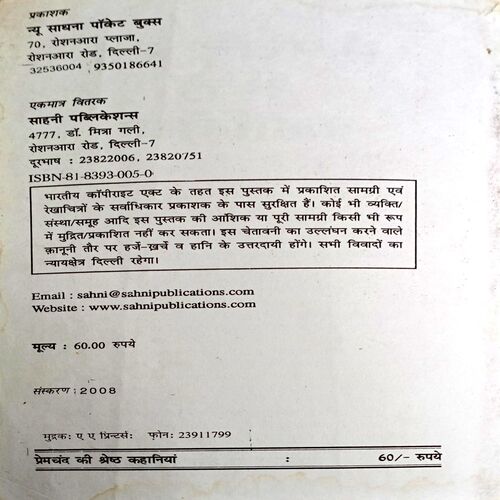 प्रकाशक
न्यू साधना पॉकेट बुक्स
70, रोशनआरा प्लाजा,
रोशनआरा रोड, दिल्ली-7
32536004 9350186641
एकमात्र वितरक
साहनी पब्लिकेशन्स
4777, डॉ. मित्रा गली,
रोशनआरा रोड, दिल्ली-7
दूरभाष : 23822006, 23820751
ISBN-81-8393-005-0
भारतीय कॉपीराइट एक्ट के तहत इस पुस्तक में प्रकाशित सामग्री एवं
रेखाचित्रों के सर्वाधिकार प्रकाशक के पास सुरक्षित हैं। कोई भी व्यक्ति/
संस्था/समूह आदि इस पुस्तक की आंशिक या पूरी सामग्री किसी भी रूप
में मुद्रित/प्रकाशित नहीं कर सकता। इस चेतावनी का उल्लंघन करने वाले
क़ानूनी तौर पर हर्जे-ख़र्चे व हानि के उत्तरदायी होंगे। सभी विवादों का
न्यायक्षेत्र दिल्ली रहेगा।
Email : sahni@sahnipublications.com
Website : www.sahnipublications.com
मूल्य : 60.00 रुपये
संस्करण : 2008
मुद्रक: ए ए प्रिन्टर्स: फोन: 23911799
प्रेमचंद की श्रेष्ठ कहानियां : 60/- रुपये